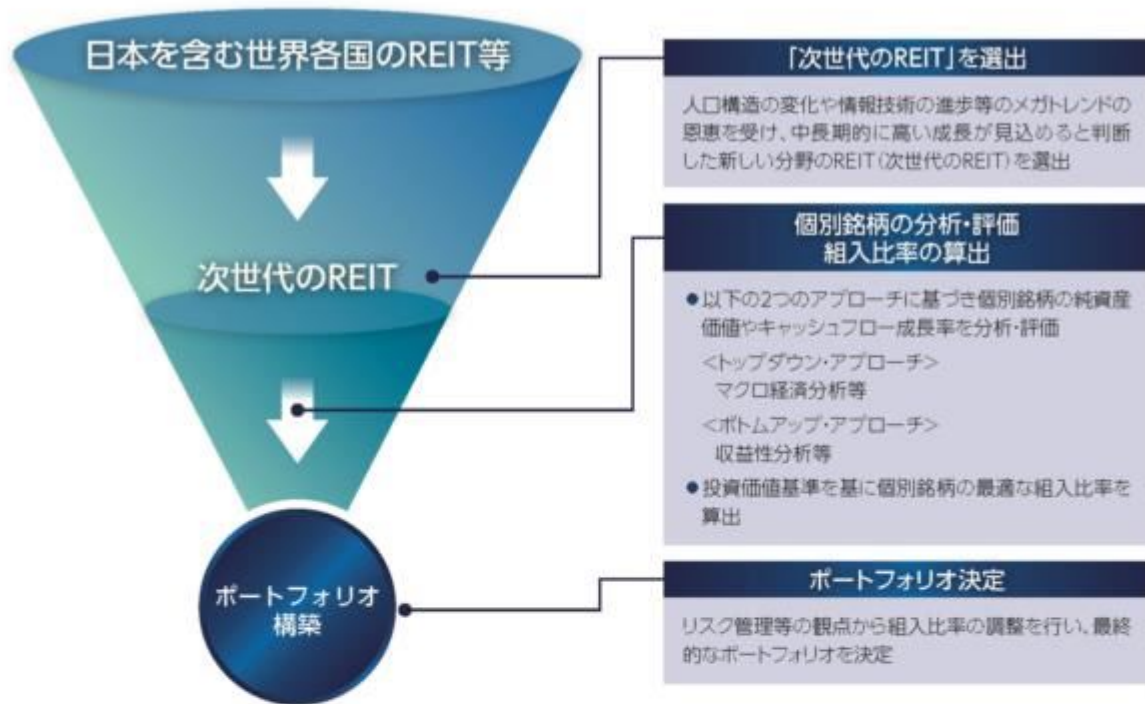 日本を含む世界各国のREIT等
次世代のREIT
ポートフォリオ
構築
「次世代のREIT」を選出
人口構造の変化や情報技術の進歩等のメガトレンドの
恩恵を受け、中長期的に高い成長が見込めると判断
した新しい分野のREIT(次世代のREIT)を選出
個別銘柄の分析・評価
組入比率の算出
●以下の2つのアプローチに基づき個別銘柄の純資産
価値やキャッシュフロー成長率を分析・評価
<トップダウン・アプローチ>
マクロ経済分析等
<ボトムアップ・アプローチ>
収益性分析等
●投資価値基準を基に個別銘柄の最適な組入比率を
算出
ポートフォリオ決定
リスク管理等の観点から組入比率の調整を行い、最終
的なポートフォリオを決定